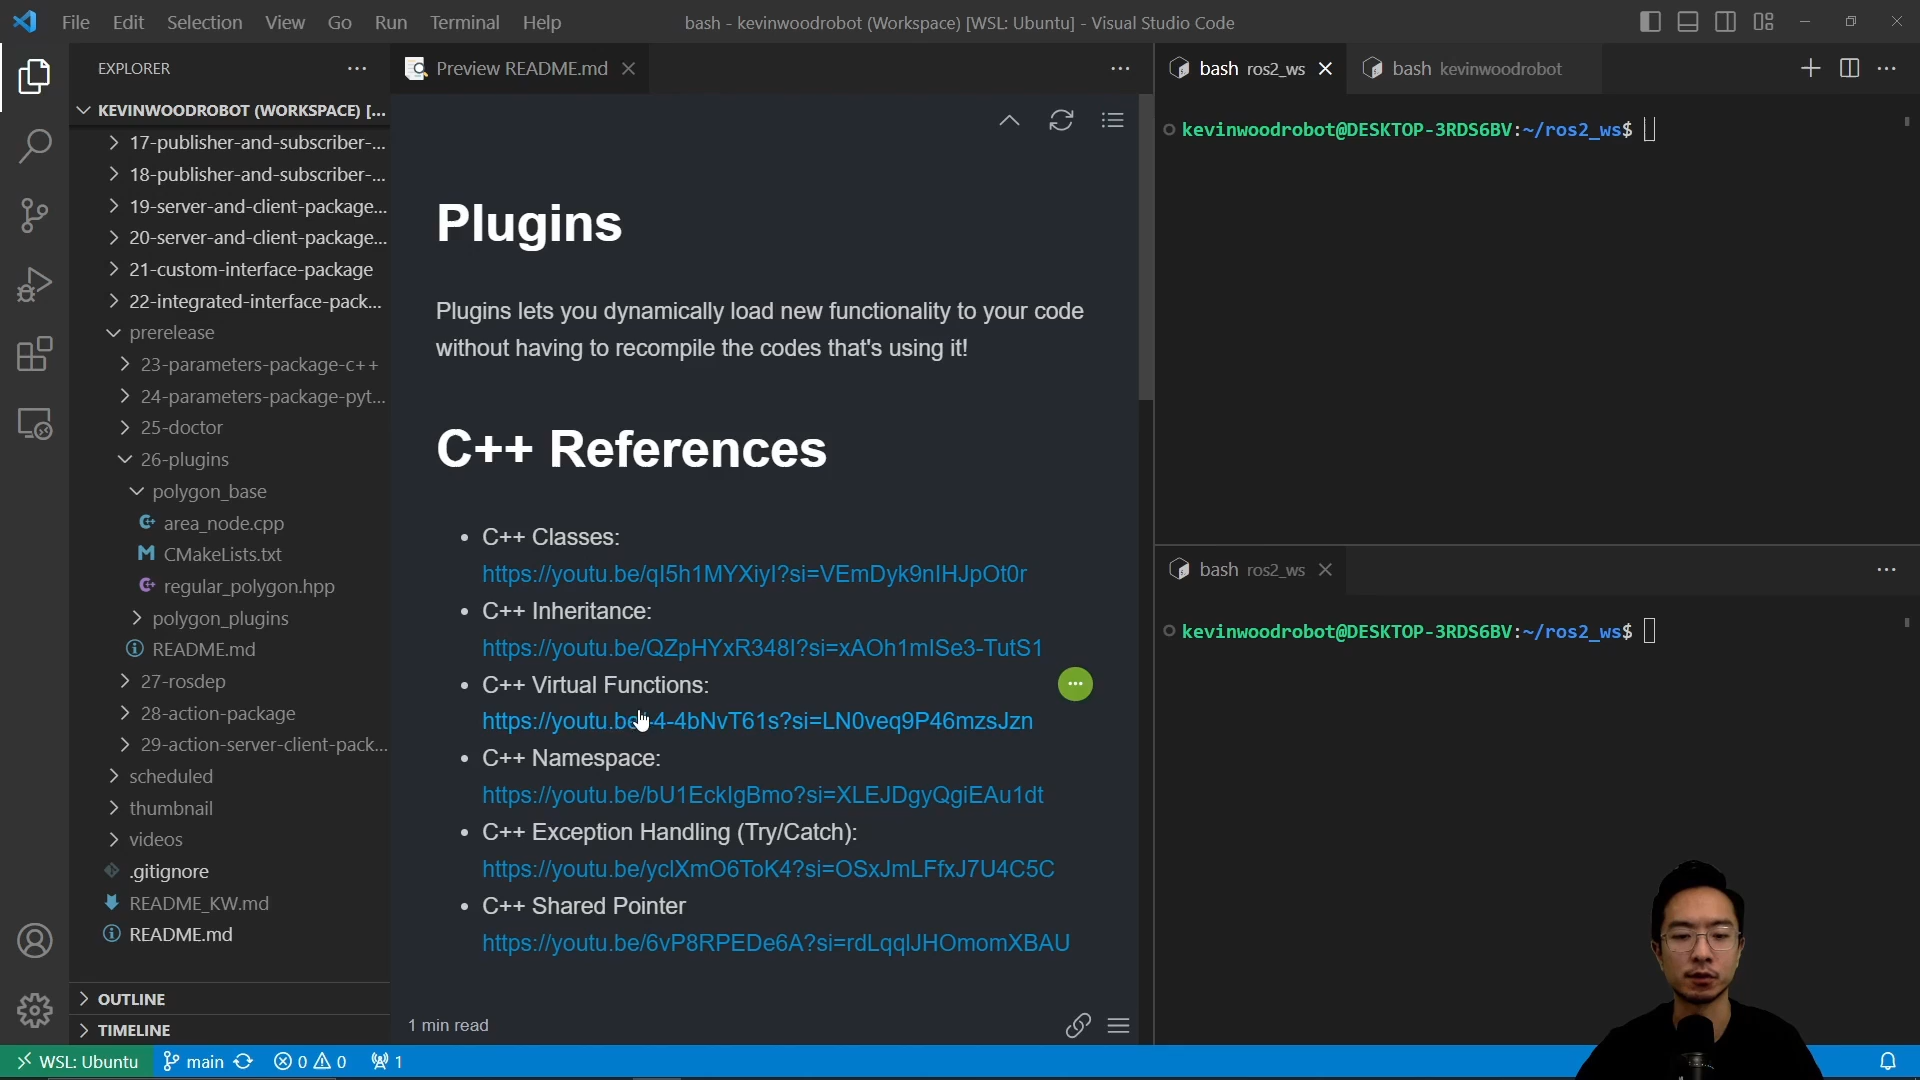 File Edit Selection View Go Run Terminal Help
bash - kevinwoodrobot (Workspace) [WSL: Ubuntu] - Visual Studio Code
EXPLORER
KEVINWOODROBOT (WORKSPACE) [...
17-publisher-and-subscriber-...
18-publisher-and-subscriber-...
19-server-and-client-package...
20-server-and-client-package...
21-custom-interface-package
22-integrated-interface-pack...
prerelease
23-parameters-package-c++
24-parameters-package-pyt...
25-doctor
26-plugins
polygon_base
area_node.cpp
CMakeLists.txt
regular_polygon.hpp
polygon_plugins
README.md
27-rosdep
28-action-package
29-action-server-client-pack...
scheduled
thumbnail
videos
.gitignore
README_KW.md
README.md
OUTLINE
TIMELINE
Preview README.md
Plugins
Plugins lets you dynamically load new functionality to your code
without having to recompile the codes that's using it!
C++ References
• C++ Classes:
https://youtu.be/qI5h1MYXiyI?si=VEmDyk9nIHJpOt0r
• C++ Inheritance:
https://youtu.be/QZpHYxR348I?si=xAOh1mISe3-TutS1
• C++ Virtual Functions:
• C++ Namespace:
https://youtu.be/bU1EckIgBmo?si=XLEJDgyQgiEAu1dt
• C++ Exception Handling (Try/Catch):
https://youtu.be/yclXmO6ToK4?si=OSxJmLFfxJ7U4C5C
• C++ Shared Pointer
https://youtu.be/6vP8RPEDe6A?si=rdLqqlJHOmomXBAU
1 min read
bash ros2_ws
bash kevinwoodrobot
kevinwoodrobot@DESKTOP-3RDS6BV:~/ros2_ws$
bash ros2_ws
kevinwoodrobot@DESKTOP-3RDS6BV:~/ros2_ws$
WSL: Ubuntu main 0 0 1